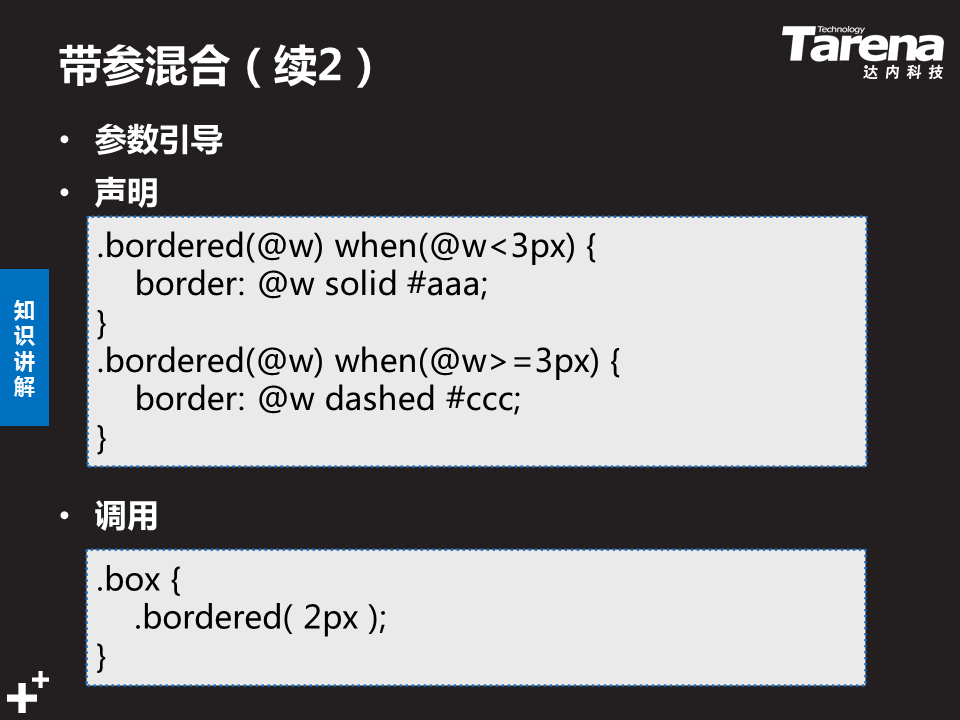 带参混合（续2）
Technology
Tarena
达内科技
• 参数引导
• 声明
.bordered(@w) when(@w<3px) {
border: @w solid #aaa;
}
.bordered(@w) when(@w>=3px) {
border: @w dashed #ccc;
}
知识讲解
• 调用
.box {
.bordered( 2px );
}